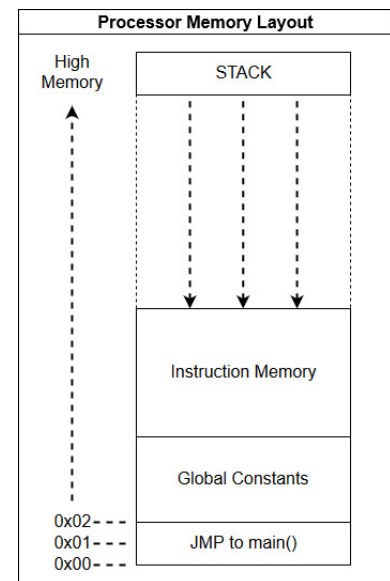 Processor Memory Layout
High
Memory
STACK
Instruction Memory
Global Constants
0x02
0x01
JMP to main()
0x00